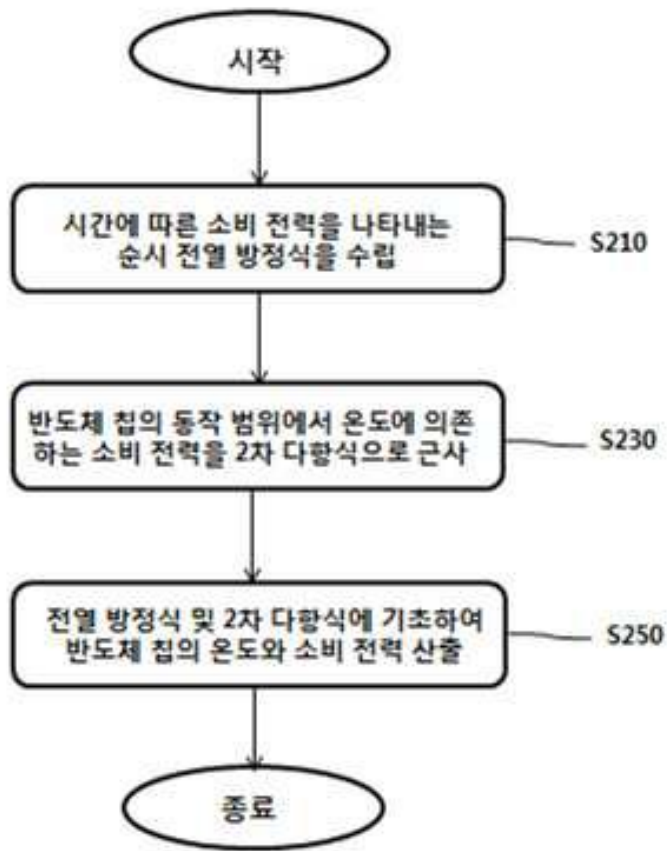 시작
시간에 따른 소비 전력을 나타내는
순시 전열 방정식을 수립
S210
반도체 칩의 동작 범위에서 온도에 의존
하는 소비 전력을 2차 다항식으로 근사
S230
전열 방정식 및 2차 다항식에 기초하여
반도체 칩의 온도와 소비 전력 산출
S250
종료